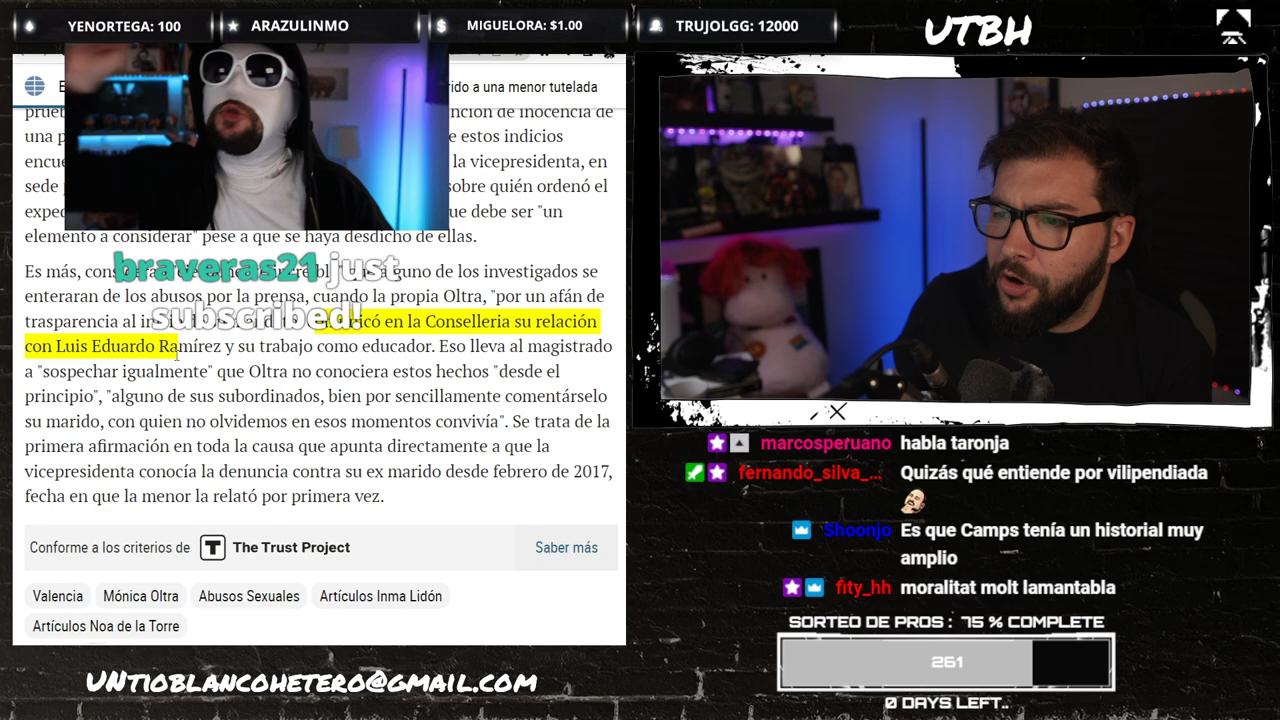 YENORTEGA: 100
ARAZULINMO
MIGUELORA: $1.00
TRUJOLGG: 12000
UTBH
rido a una menor tutelada
nción de inocencia de
una p
e estos indicios
encue
la vicepresidenta, en
sede
sobre quién ordenó el
exped
ue debe ser "un
elemento a considerar" pese a que se haya desdicho de ellas.
braveras21 just
subscribed!
Es más, guno de los investigados se
enteraran de los abusos por la prensa, cuando la propia Oltra, "por un afán de
trasparencia al icó en la Conselleria su relación
con Luis Eduardo Ramírez y su trabajo como educador. Eso lleva al magistrado
a "sospechar igualmente" que Oltra no conociera estos hechos "desde el
principio", "alguno de sus subordinados, bien por sencillamente comentárselo
su marido, con quien no olvidemos en esos momentos convivía". Se trata de la
primera afirmación en toda la causa que apunta directamente a que la
vicepresidenta conocía la denuncia contra su ex marido desde febrero de 2017,
fecha en que la menor la relató por primera vez.
Conforme a los criterios de T The Trust Project Saber más
Valencia Mónica Oltra Abusos Sexuales Artículos Inma Lidón
Artículos Noa de la Torre
marcosperuano habla taronja
fernando_silva_... Quizás qué entiende por vilipendiada
Shoonjo Es que Camps tenía un historial muy
amplio
fity_hh moralitat molt lamantabla
SORTEO DE PROS : 75 % COMPLETE
261
0 DAYS LEFT..
UNTIOBLANCOHETERO@GMAIL.COM